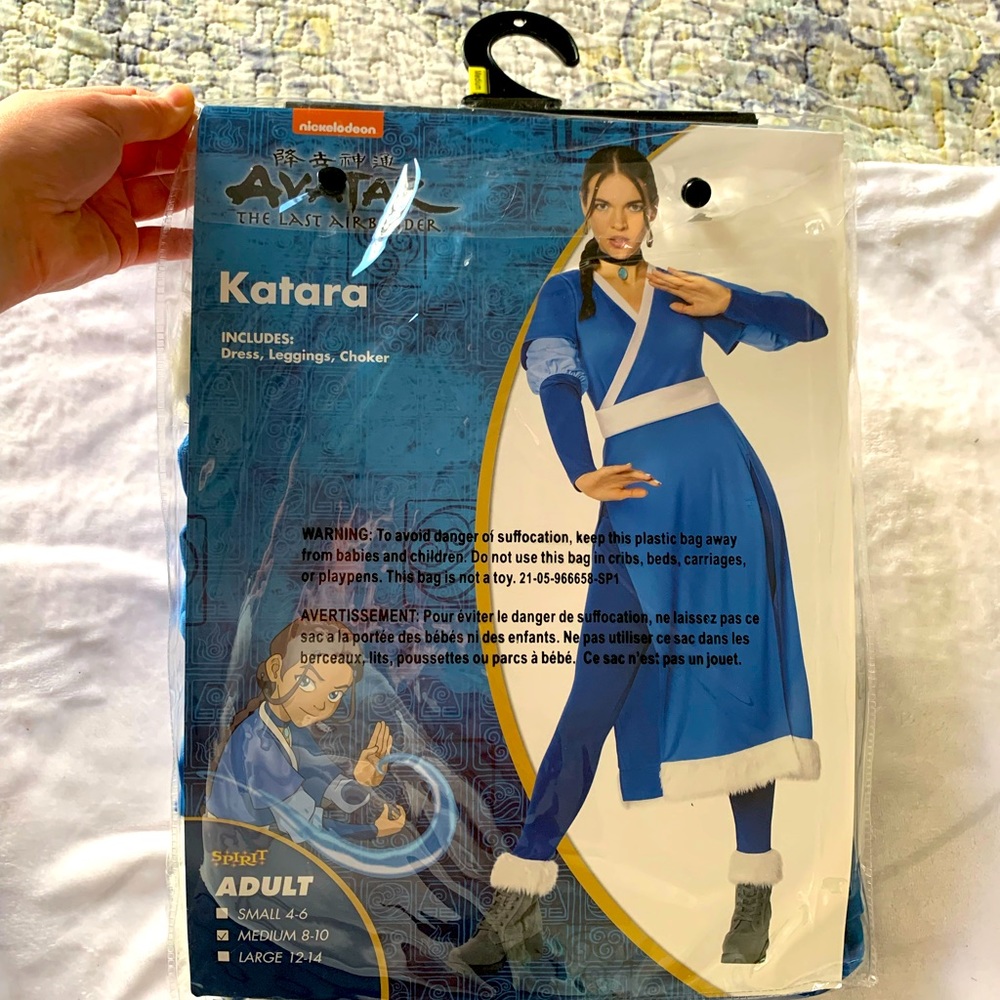 Medium
nickelodeon
降去神通
AVATAR
THE LAST AIRBENDER
Katara
INCLUDES:
Dress, Leggings, Choker
WARNING: To avoid danger of suffocation, keep this plastic bag away
from babies and children. Do not use this bag in cribs, beds, carriages,
or playpens. This bag is not a toy. 21-05-966658-SP1
AVERTISSEMENT: Pour éviter le danger de suffocation, ne laissez pas ce
sac a la portée des bébés ni des enfants. Ne pas utiliser ce sac dans les
berceaux, lits, poussettes ou parcs à bébé. Ce sac n'est pas un jouet.
SPIRIT
ADULT
SMALL 4-6
MEDIUM 8-10
LARGE 12-14